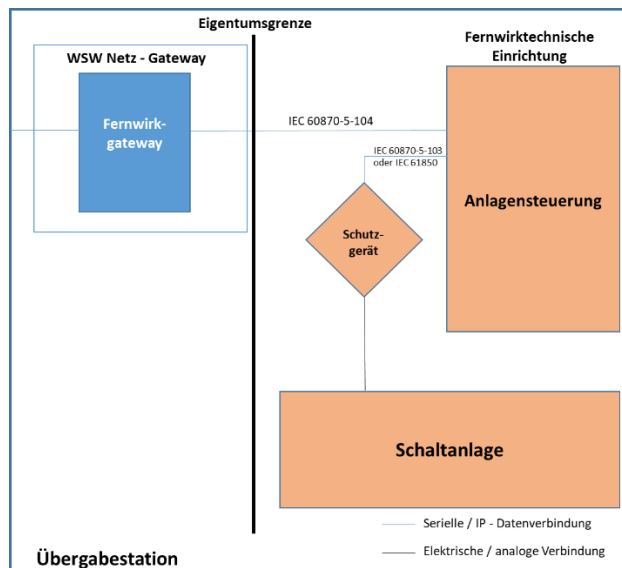 Eigentumsgrenze
WSW Netz - Gateway
Fernwirk-
gateway
Fernwirktechnische
Einrichtung
IEC 60870-5-104
IEC 60870-5-103
oder IEC 61850
Anlagensteuerung
Schutz-
gerät
Schaltanlage
Serielle / IP - Datenverbindung
Elektrische / analoge Verbindung
Übergabestation